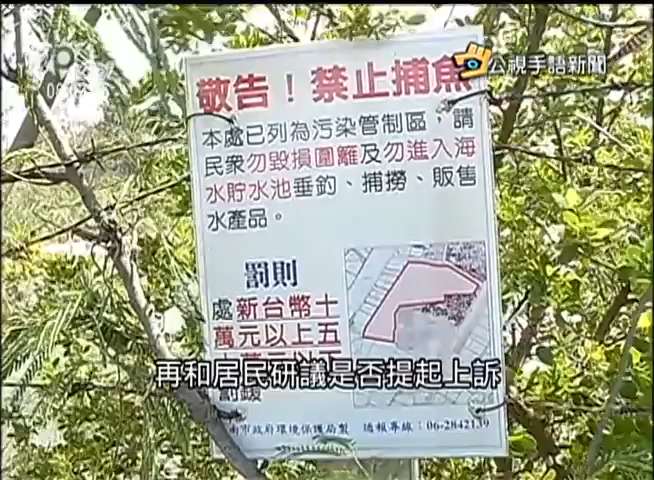 公視手語新聞
敬告！禁止捕魚
本處已列為污染管制區，請
民眾勿毀損圍籬及勿進入海
水貯水池垂釣、捕撈、販售
水產品。
罰則
處新台幣十
萬元以上五
再和居民研議是否提起上訴
罰鍰
南市政府環境保護局製 通報專線：06-2842139